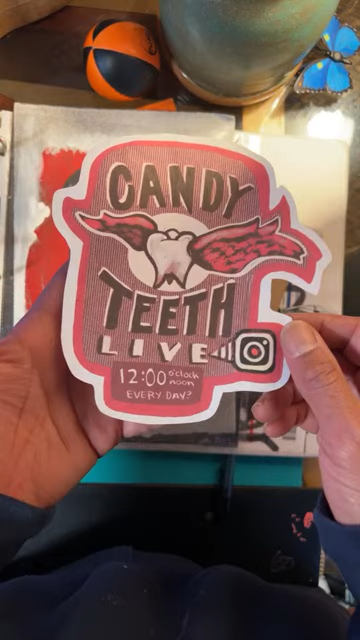 CANDY
TEETH
LIVE
12:00 o'clock
noon
EVERY DAY?